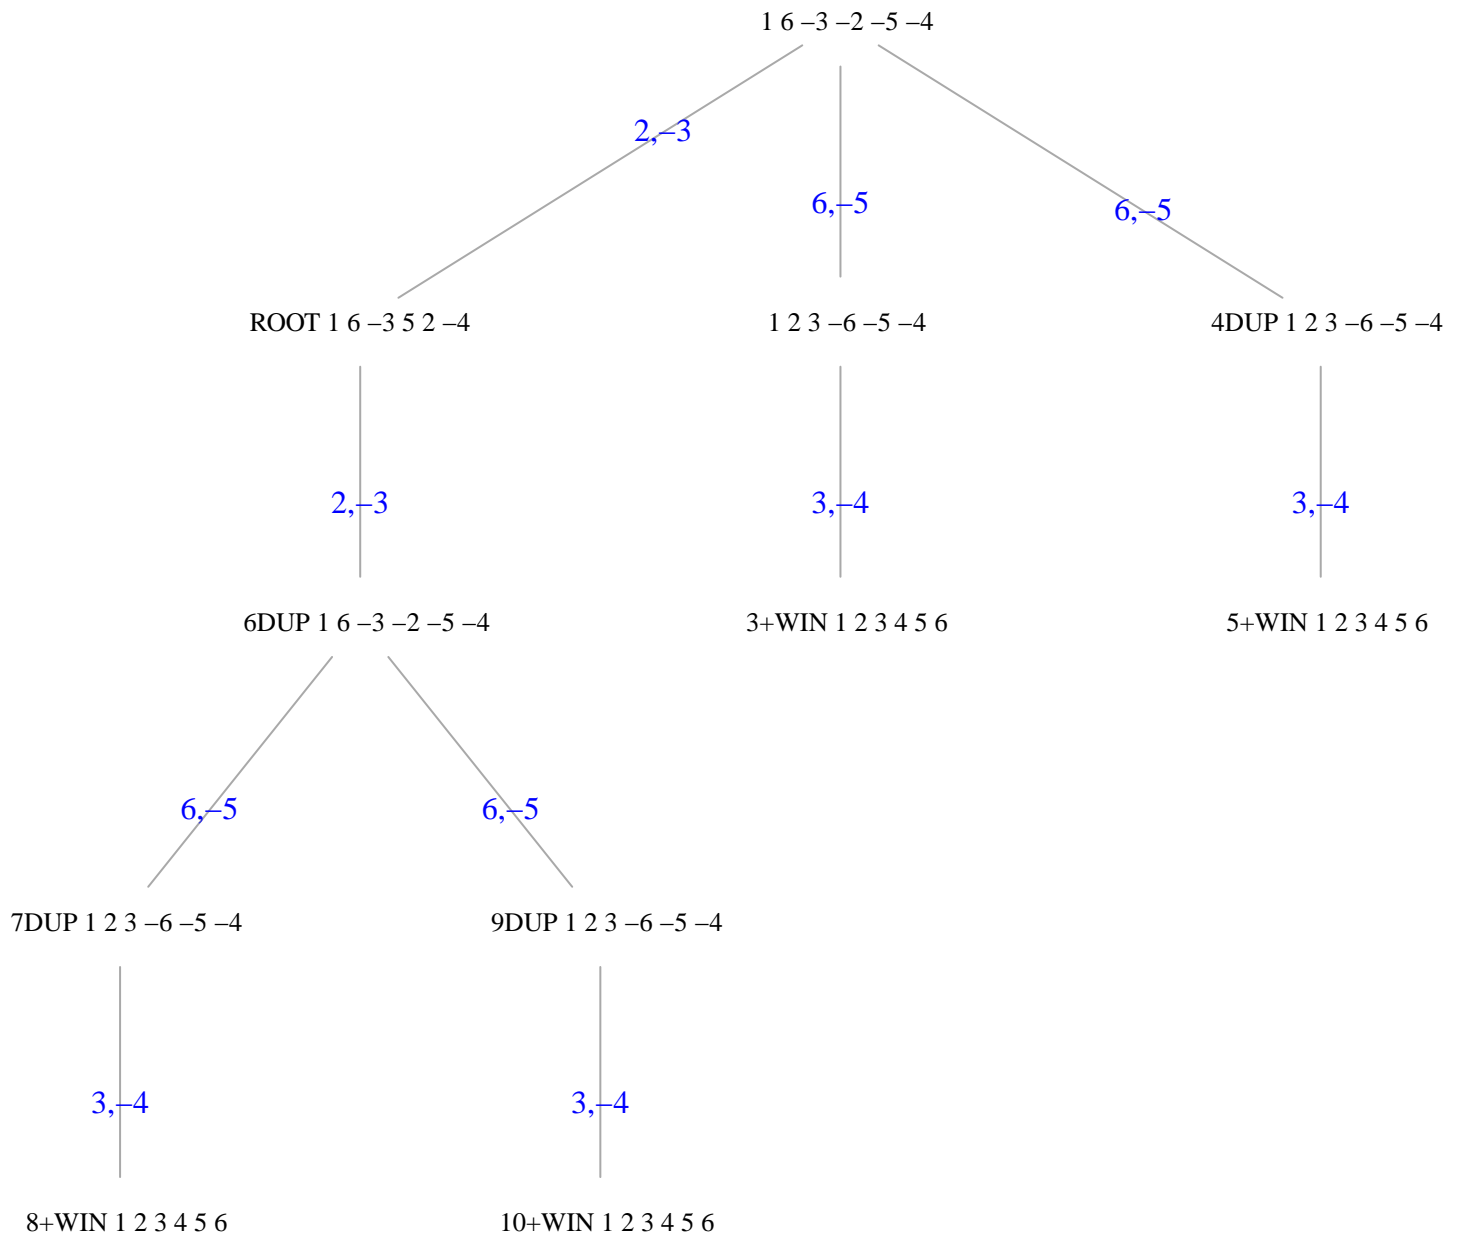 1 6 –3 –2 –5 –4
2,–3
6,–5
6,–5
ROOT 1 6 –3 5 2 –4
1 2 3 –6 –5 –4
4DUP 1 2 3 –6 –5 –4
2,–3
3,–4
3,–4
6DUP 1 6 –3 –2 –5 –4
3+WIN 1 2 3 4 5 6
5+WIN 1 2 3 4 5 6
6,–5
6,–5
7DUP 1 2 3 –6 –5 –4
9DUP 1 2 3 –6 –5 –4
3,–4
3,–4
8+WIN 1 2 3 4 5 6
10+WIN 1 2 3 4 5 6